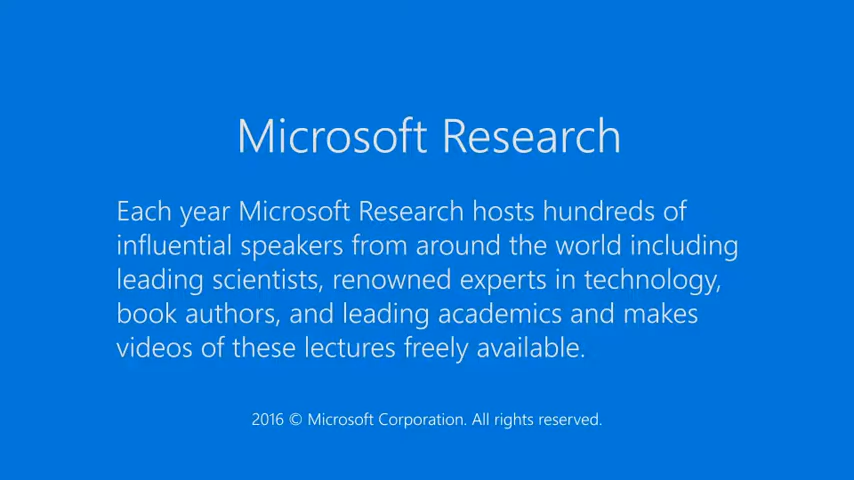 Microsoft Research
Each year Microsoft Research hosts hundreds of
influential speakers from around the world including
leading scientists, renowned experts in technology,
book authors, and leading academics and makes
videos of these lectures freely available.
2016 © Microsoft Corporation. All rights reserved.